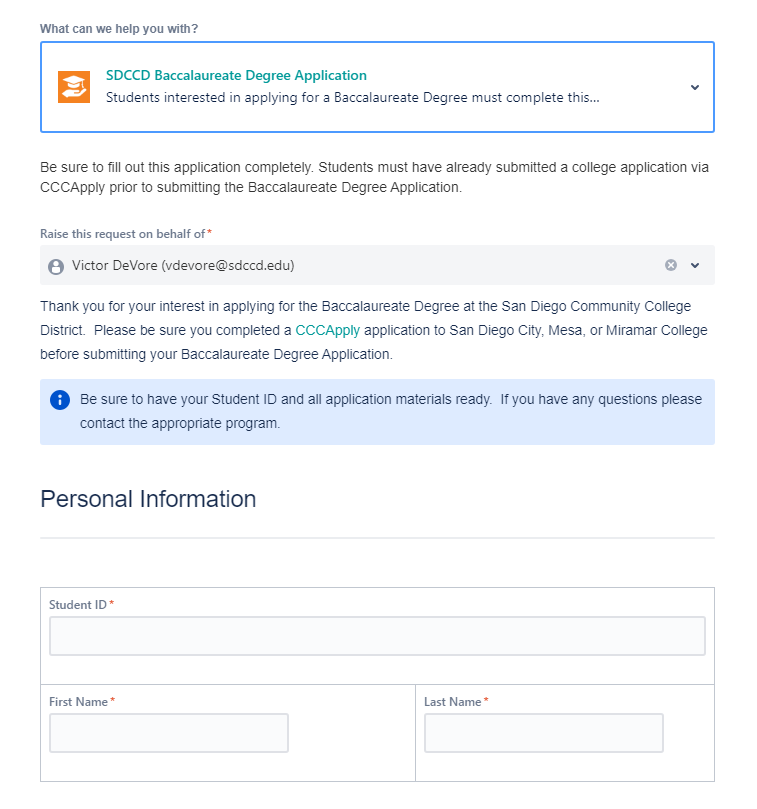 What can we help you with?
SDCCD Baccalaureate Degree Application
Students interested in applying for a Baccalaureate Degree must complete this...
Be sure to fill out this application completely. Students must have already submitted a college application via
CCCApply prior to submitting the Baccalaureate Degree Application.
Raise this request on behalf of*
Victor DeVore (vdevore@sdccd.edu)
Thank you for your interest in applying for the Baccalaureate Degree at the San Diego Community College
District.  Please be sure you completed a CCCApply application to San Diego City, Mesa, or Miramar College
before submitting your Baccalaureate Degree Application.
Be sure to have your Student ID and all application materials ready.  If you have any questions please
contact the appropriate program.
Personal Information
Student ID*
First Name* Last Name*